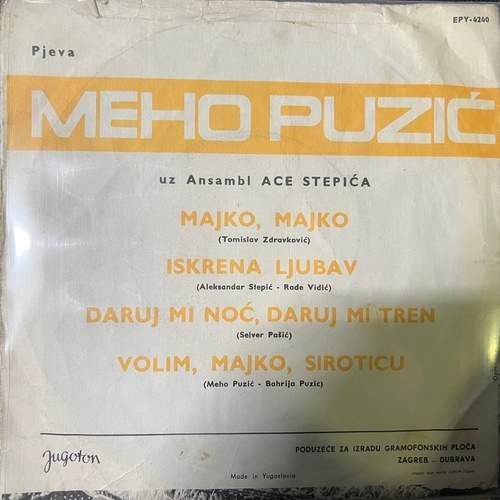 EPY-4240
Pjeva
MEHO PUZIĆ
uz Ansambl ACE STEPIĆA
MAJKO, MAJKO
(Tomislav Zdravković)
ISKRENA LJUBAV
(Aleksandar Stepić - Rade Vidić)
DARUJ MI NOĆ, DARUJ MI TREN
(Selver Pašić)
VOLIM, MAJKO, SIROTICU
(Meho Puzić - Bahrija Puzić)
Jugoton
PODUZEĆE ZA IZRADU GRAMOFONSKIH PLOČA
ZAGREB - DUBRAVA
Made in Yugoslavia